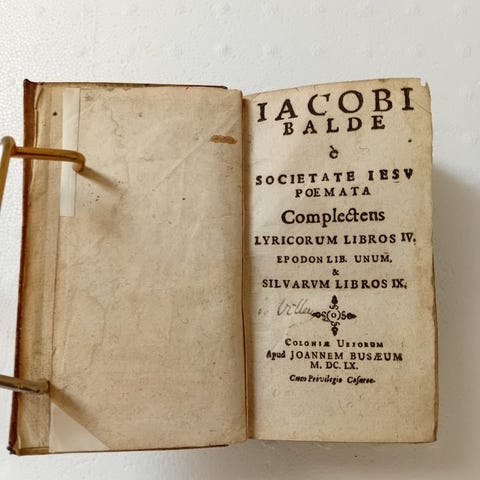 IACOBI
BALDE
è
SOCIETATE IESV
POEMATA
Complectens
LYRICORUM LIBROS IV.
EPODON LIB. UNUM,
&
SILVARVM LIBROS IX.
COLONIÆ UBIORUM
Apud JOANNEM BUSÆUM
M. DC. LX.
Cum Privilegio Cæsareo.